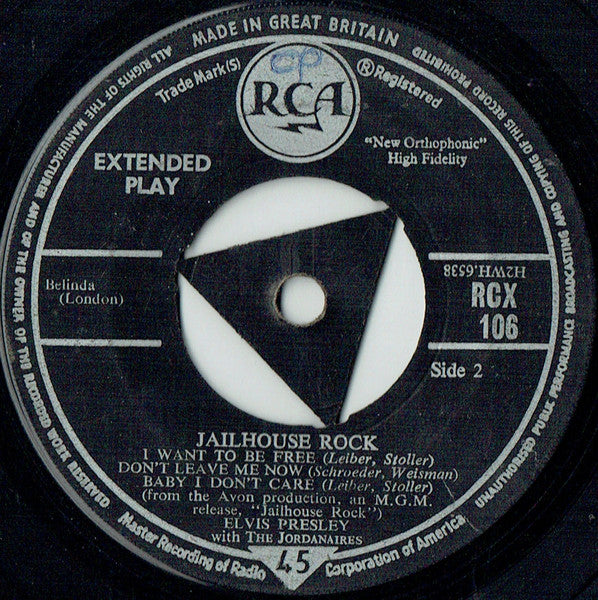 MADE IN GREAT BRITAIN
ALL RIGHTS OF THE MANUFACTURER AND OF THE OWNER OF THE RECORDED WORK RESERVED
UNAUTHORISED PUBLIC PERFORMANCE BROADCASTING AND COPYING OF THIS RECORD PROHIBITED
CP
Trade Mark(S)
®Registered
RCA
"New Orthophonic"
High Fidelity
EXTENDED
PLAY
H2WH.6538
Belinda
(London)
RCX
106
Side 2
JAILHOUSE ROCK
I WANT TO BE FREE (Leiber, Stoller)
DON'T LEAVE ME NOW (Schroeder, Weisman)
BABY I DON'T CARE (Leiber, Stoller)
(from the Avon production, an M.G.M.
release, "Jailhouse Rock")
ELVIS PRESLEY
with THE JORDANAIRES
45
Master Recording of Radio Corporation of America